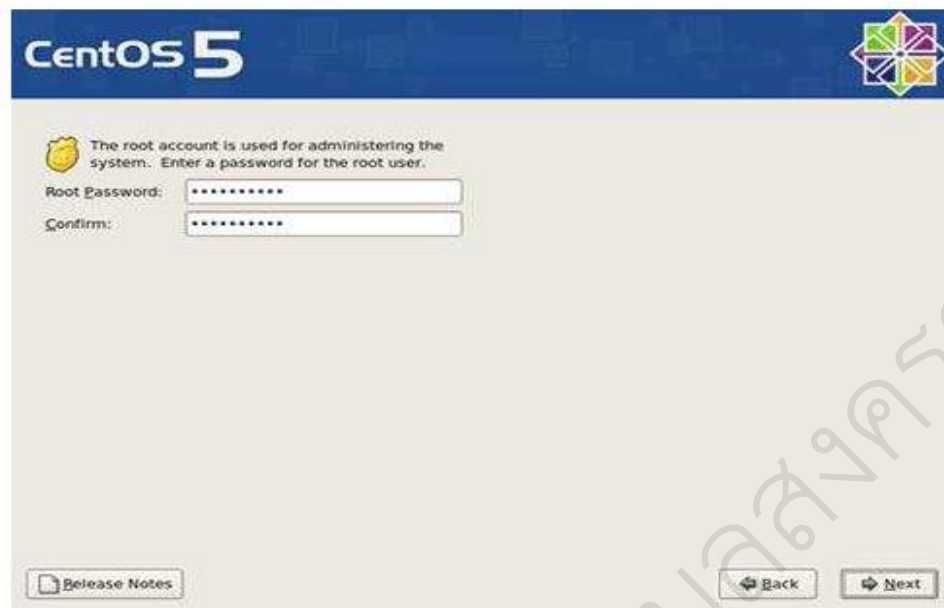 CentOS 5
The root account is used for administering the
system. Enter a password for the root user.
Root Password: ••••••••••
Confirm: ••••••••••
Release Notes
Back
Next